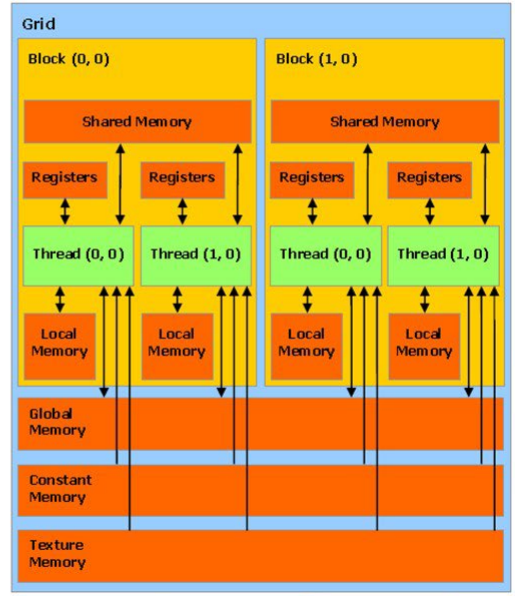 Grid
Block (0, 0)
Block (1, 0)
Shared Memory
Shared Memory
Registers
Registers
Registers
Registers
Thread (0, 0)
Thread (1, 0)
Thread (0, 0)
Thread (1, 0)
Local
Memory
Local
Memory
Local
Memory
Local
Memory
Global
Memory
Constant
Memory
Texture
Memory